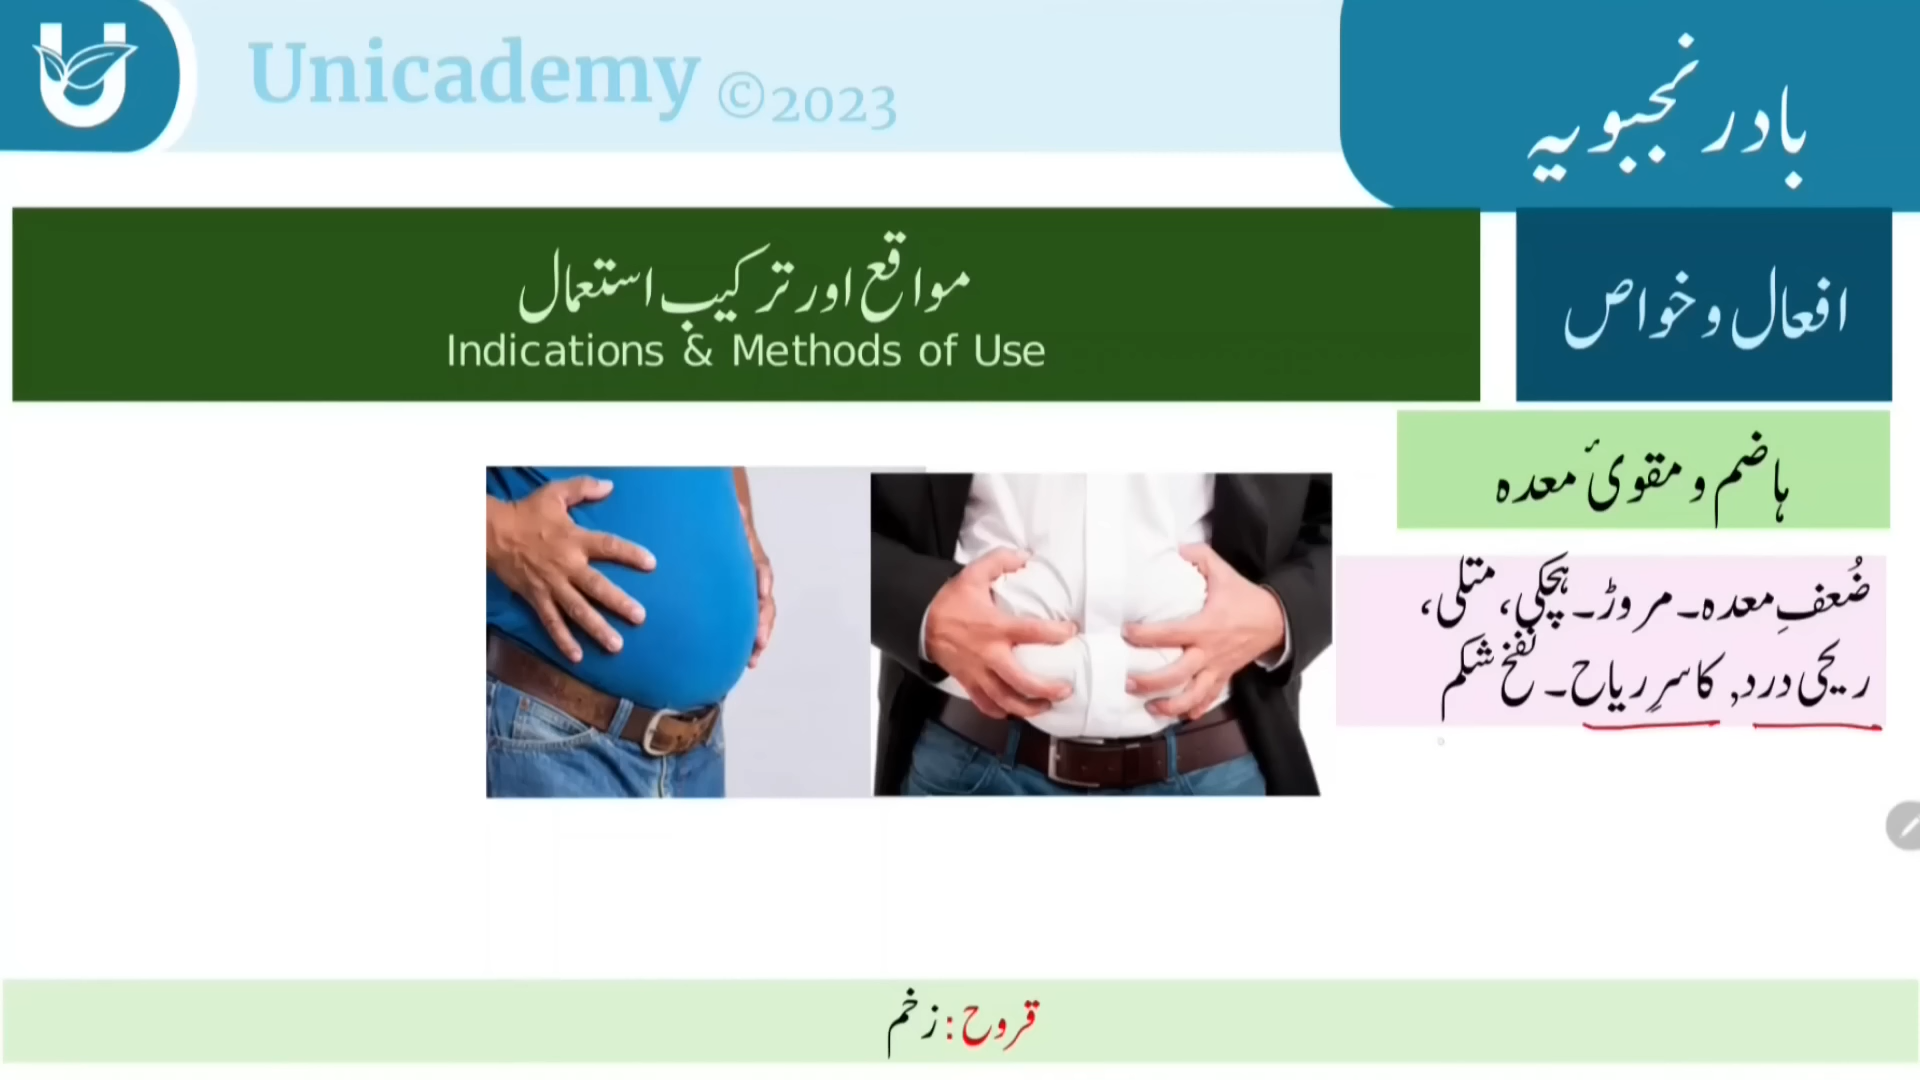 Unicademy ©2023
بادرنجبویہ
مواقع اور ترکیب استعمال
Indications & Methods of Use
افعال و خواص
ہاضم و مقویٔ معدہ
ضُعفِ معدہ۔ مروڑ۔ ہچکی، متلی،
ریحی درد, کاسرِ ریاح۔ نفخ شکم
قروح: زخم